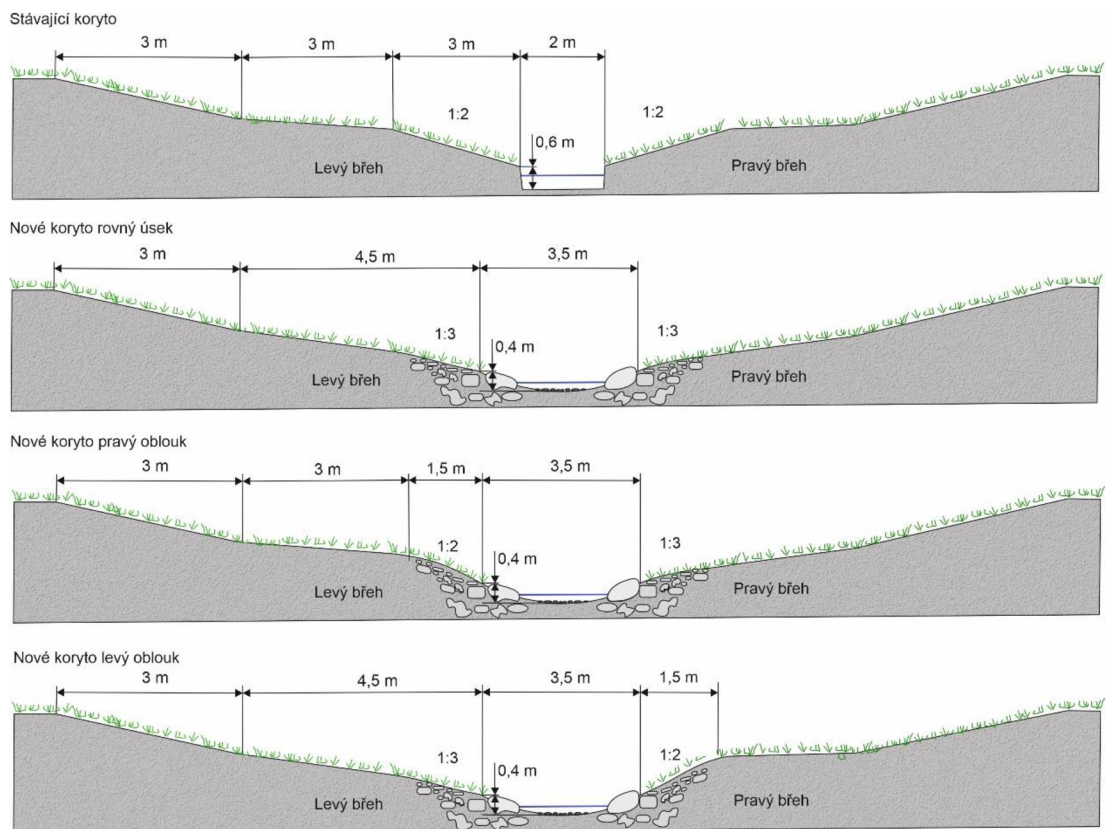 Stávající koryto
3 m 3 m 3 m 2 m
1:2 1:2
0,6 m
Levý břeh Pravý břeh
Nové koryto rovný úsek
3 m 4,5 m 3,5 m
1:3 1:3
0,4 m
Levý břeh Pravý břeh
Nové koryto pravý oblouk
3 m 3 m 1,5 m 3,5 m
1:2 1:3
0,4 m
Levý břeh Pravý břeh
Nové koryto levý oblouk
3 m 4,5 m 3,5 m 1,5 m
1:3 1:2
0,4 m
Levý břeh Pravý břeh